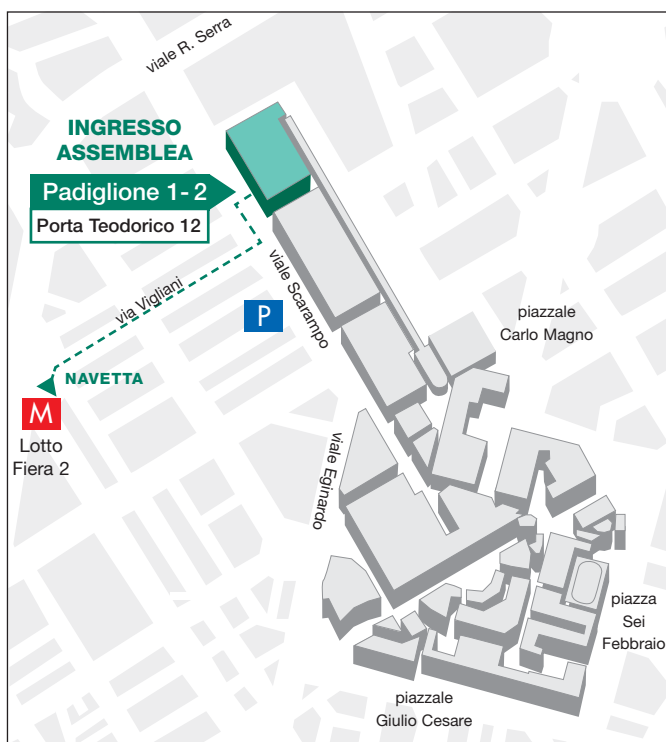 viale R. Serra
INGRESSO
ASSEMBLEA
Padiglione 1-2
Porta Teodorico 12
viale Scarampo
via Vigliani
P
piazzale
Carlo Magno
NAVETTA
M
Lotto
Fiera 2
viale Eginardo
piazza
Sei
Febbraio
piazzale
Giulio Cesare